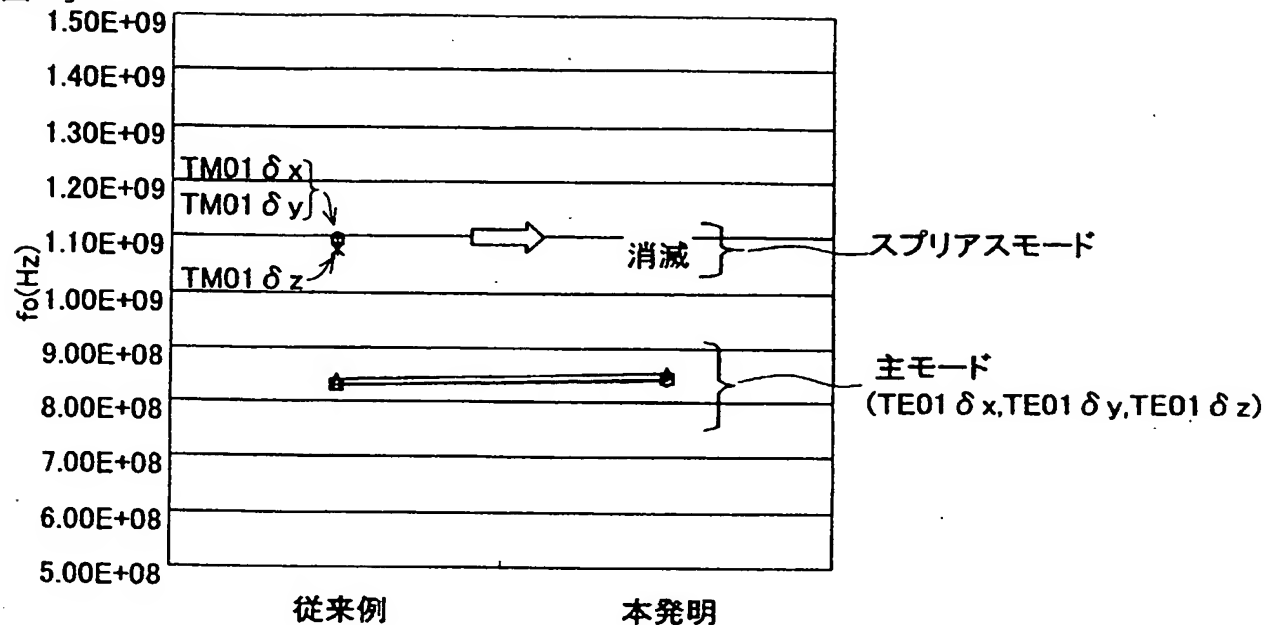 1.50E+09
1.40E+09
1.30E+09
1.20E+09
1.10E+09
1.00E+09
9.00E+08
8.00E+08
7.00E+08
6.00E+08
5.00E+08
fo(Hz)
TM01 δ x
TM01 δ y
TM01 δ z
消滅
スプリアスモード
主モード
(TE01 δ x,TE01 δ y,TE01 δ z)
従来例
本発明